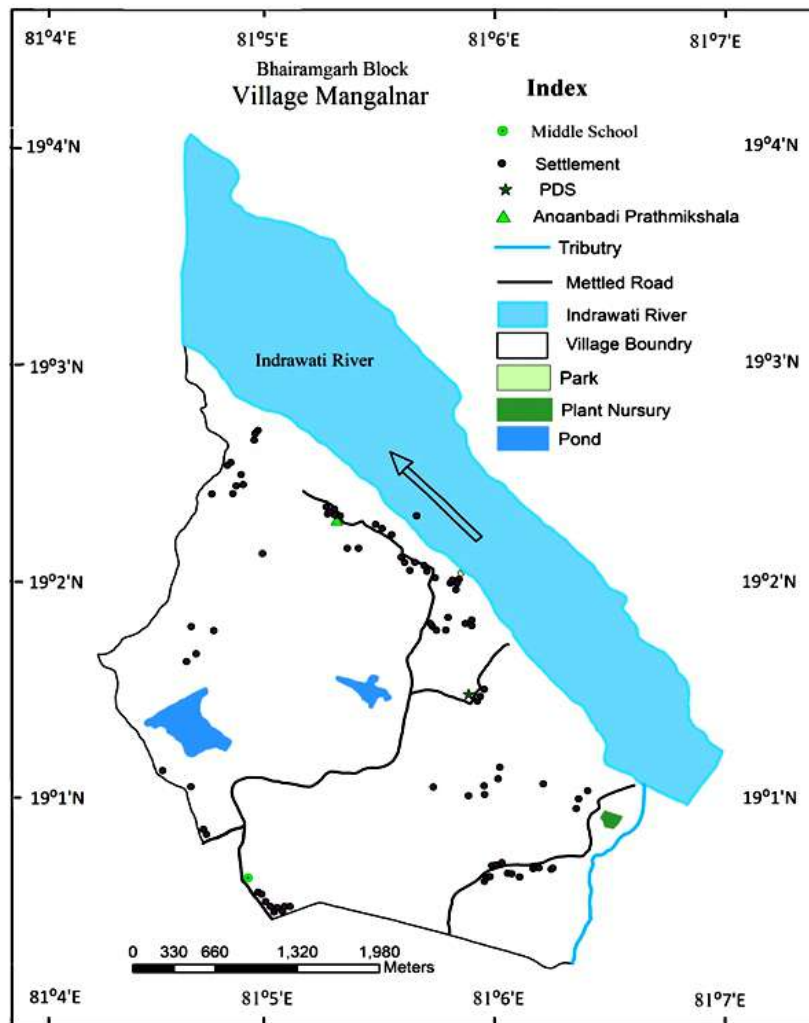 81°4'E 81°5'E 81°6'E 81°7'E
Bhairamgarh Block
Village Mangalnar
Index
Middle School
Settlement
PDS
Anganbadi Prathmikshala
Tributry
Mettled Road
Indrawati River
Village Boundry
Park
Plant Nursury
Pond
19°4'N 19°4'N
19°3'N 19°3'N
Indrawati River
19°2'N 19°2'N
19°1'N 19°1'N
0 330 660 1,320 1,980
Meters
81°4'E 81°5'E 81°6'E 81°7'E